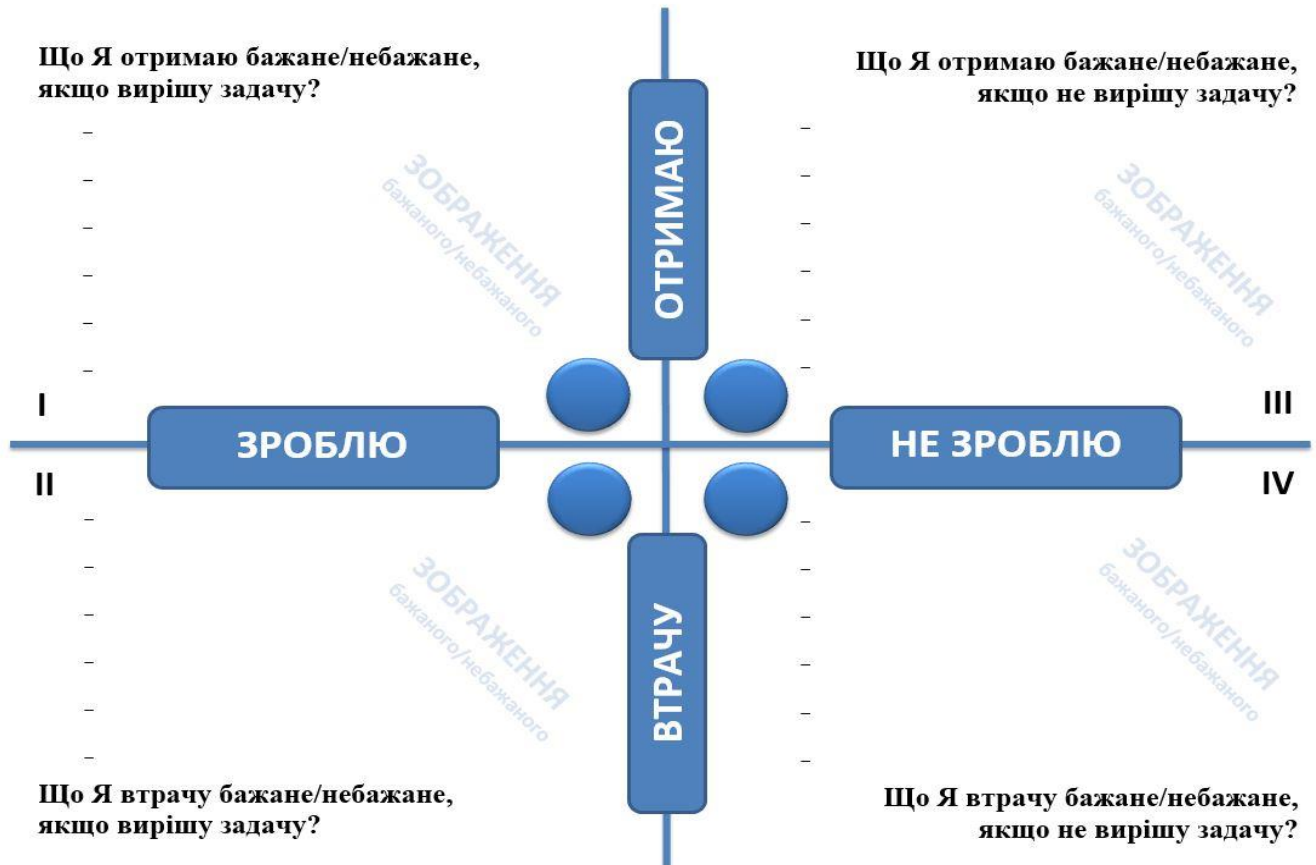 Що Я отримаю бажане/небажане,
якщо вирішу задачу?
–
–
–
–
–
–
ЗОБРАЖЕННЯ
бажаного/небажаного
ОТРИМАЮ
Що Я отримаю бажане/небажане,
якщо не вирішу задачу?
–
–
–
–
–
–
ЗОБРАЖЕННЯ
бажаного/небажаного
I
ЗРОБЛЮ
НЕ ЗРОБЛЮ
III
II
IV
–
–
–
–
–
–
ЗОБРАЖЕННЯ
бажаного/небажаного
Що Я втрачу бажане/небажане,
якщо вирішу задачу?
ВТРАЧУ
–
–
–
–
–
–
ЗОБРАЖЕННЯ
бажаного/небажаного
Що Я втрачу бажане/небажане,
якщо не вирішу задачу?